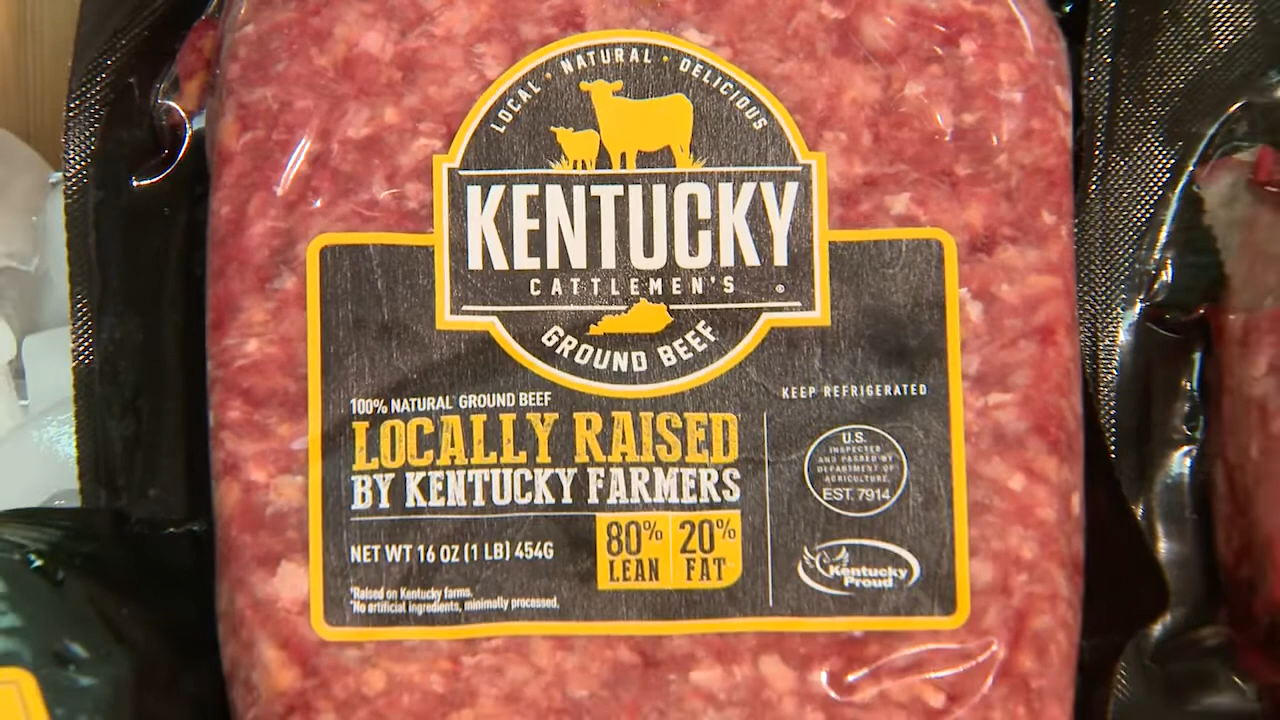 LOCAL • NATURAL • DELICIOUS
KENTUCKY
CATTLEMEN'S
GROUND BEEF
KEEP REFRIGERATED
100% NATURAL GROUND BEEF
LOCALLY RAISED
BY KENTUCKY FARMERS
NET WT 16 OZ (1 LB) 454G
80% LEAN
20% FAT
*Raised on Kentucky farms.
*No artificial ingredients, minimally processed.
U.S.
INSPECTED
AND PASSED BY
DEPARTMENT OF
AGRICULTURE
EST. 7914
Kentucky
Proud